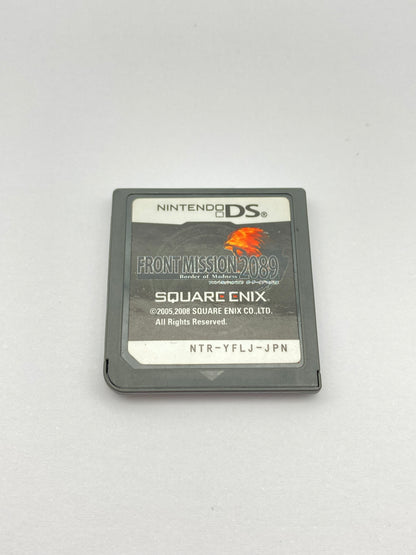 NINTENDO DS®
FRONT MISSION 2089
Border of Madness
SQUARE ENIX
©2005,2008 SQUARE ENIX CO.,LTD.
All Rights Reserved.
NTR-YFLJ-JPN